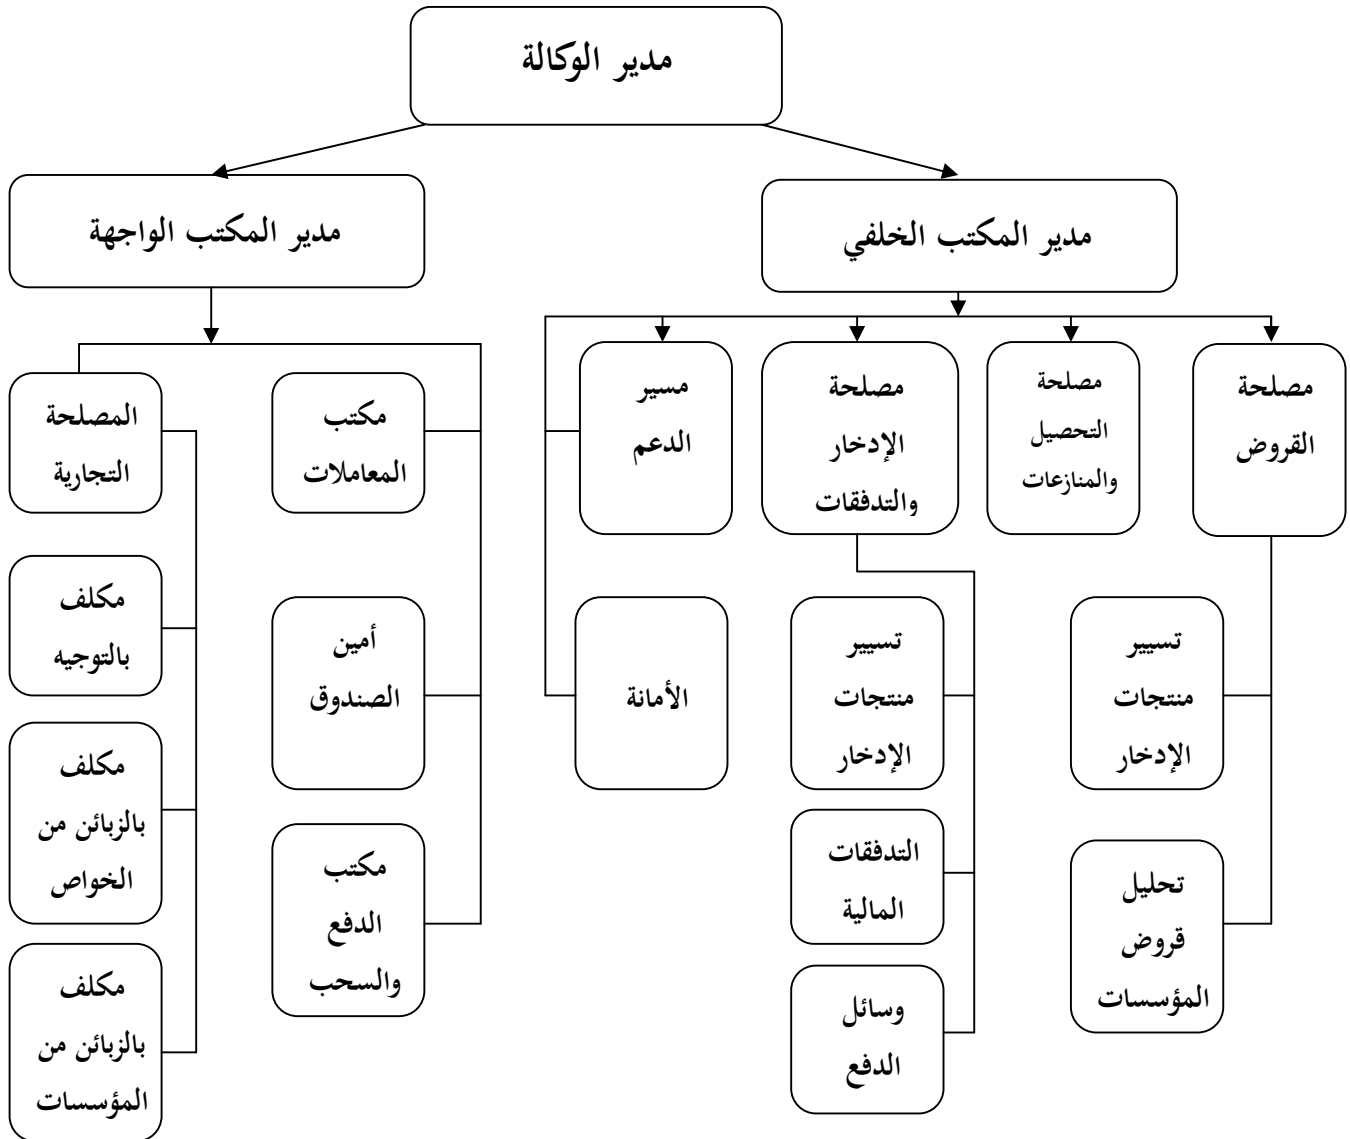 مدير الوكالة
مدير المكتب الخلفي
مدير المكتب الواجهة
مصلحة
القروض
مصلحة
التحصيل
والمنازعات
مصلحة
الإدخار
والتدفقات
مسير
الدعم
مكتب
المعاملات
المصلحة
التجارية
تسيير
منتجات
الإدخار
تسيير
منتجات
الإدخار
الأمانة
أمين
الصندوق
مكلف
بالتوجيه
تحليل
قروض
المؤسسات
التدفقات
المالية
وسائل
الدفع
مكتب
الدفع
والسحب
مكلف
بالزبائن من
الخواص
مكلف
بالزبائن من
المؤسسات